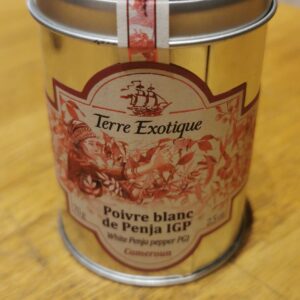 Terre Exotique
Poivre blanc
de Penja IGP
White Penja pepper PGI
Cameroun